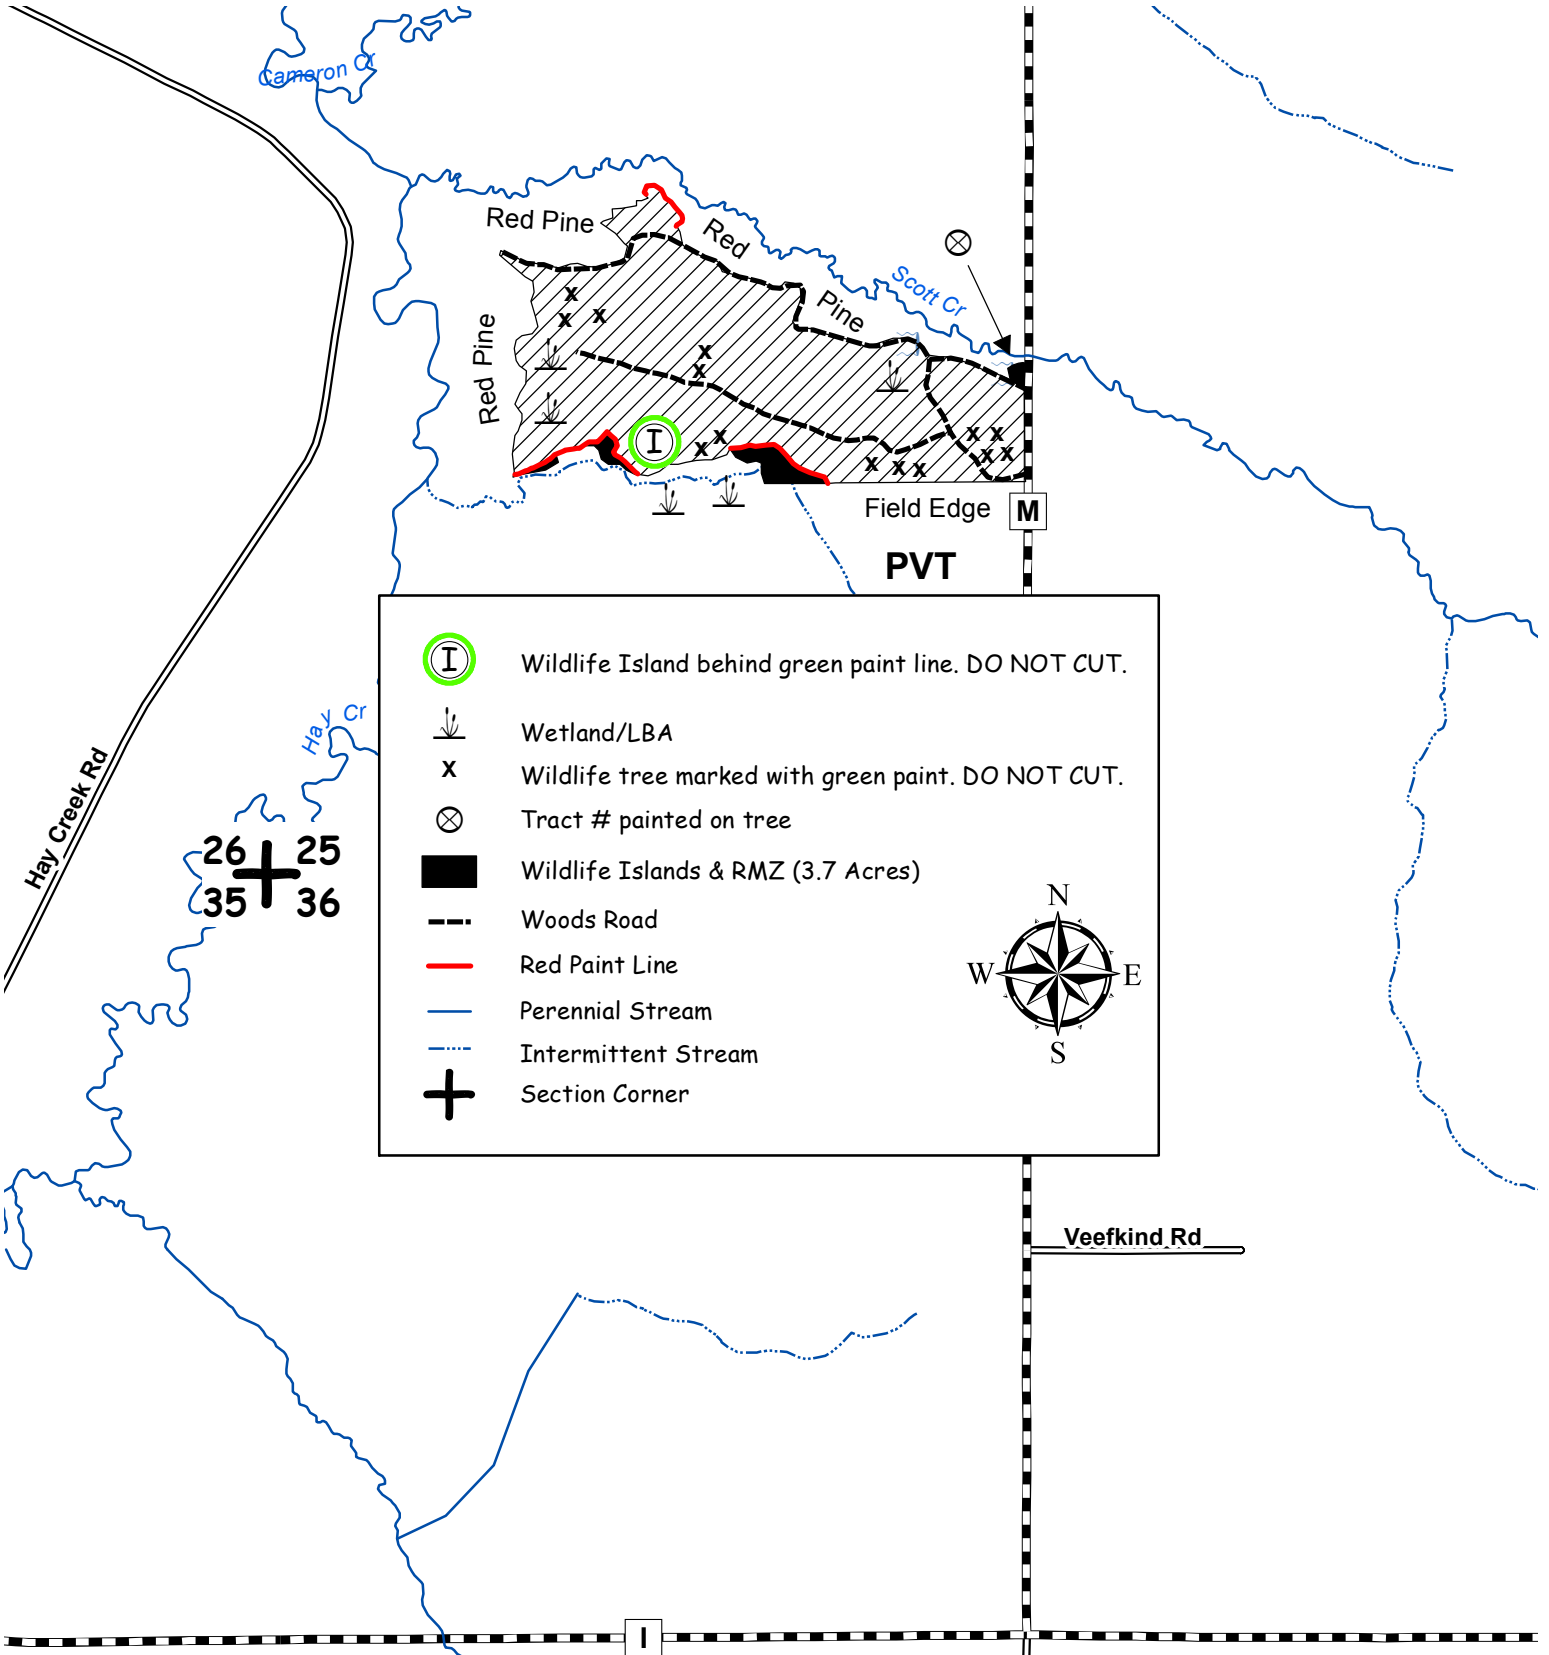 Cameron Cr
Red Pine
Red
Pine
Scott Cr
Red Pine
x
x
x
x
x
I
x
x
x
x
x
x
x
x
x
Field Edge
M
PVT
I Wildlife Island behind green paint line. DO NOT CUT.
Wetland/LBA
x Wildlife tree marked with green paint. DO NOT CUT.
Tract # painted on tree
Wildlife Islands & RMZ (3.7 Acres)
Woods Road
Red Paint Line
Perennial Stream
Intermittent Stream
Section Corner
N
W E
S
Hay Cr
Hay Creek Rd
26 25
35 36
Veefkind Rd
I